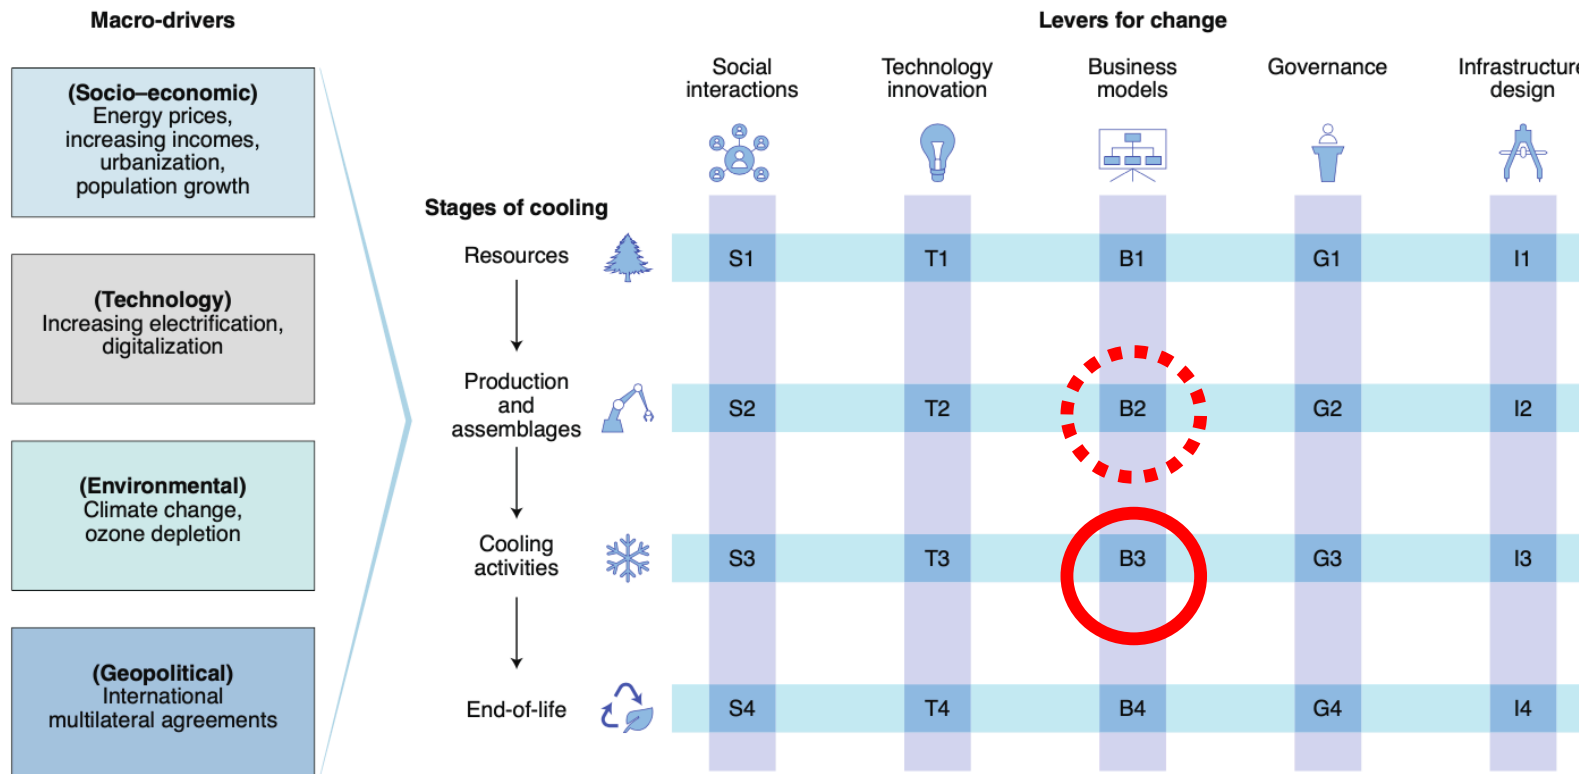 Macro-drivers
(Socio–economic)
Energy prices,
increasing incomes,
urbanization,
population growth
(Technology)
Increasing electrification,
digitalization
(Environmental)
Climate change,
ozone depletion
(Geopolitical)
International
multilateral agreements
Levers for change
Social
interactions
Technology
innovation
Business
models
Governance
Infrastructure
design
Stages of cooling
Resources
S1 T1 B1 G1 I1
Production
and
assemblages
S2 T2 B2 G2 I2
Cooling
activities
S3 T3 B3 G3 I3
End-of-life
S4 T4 B4 G4 I4